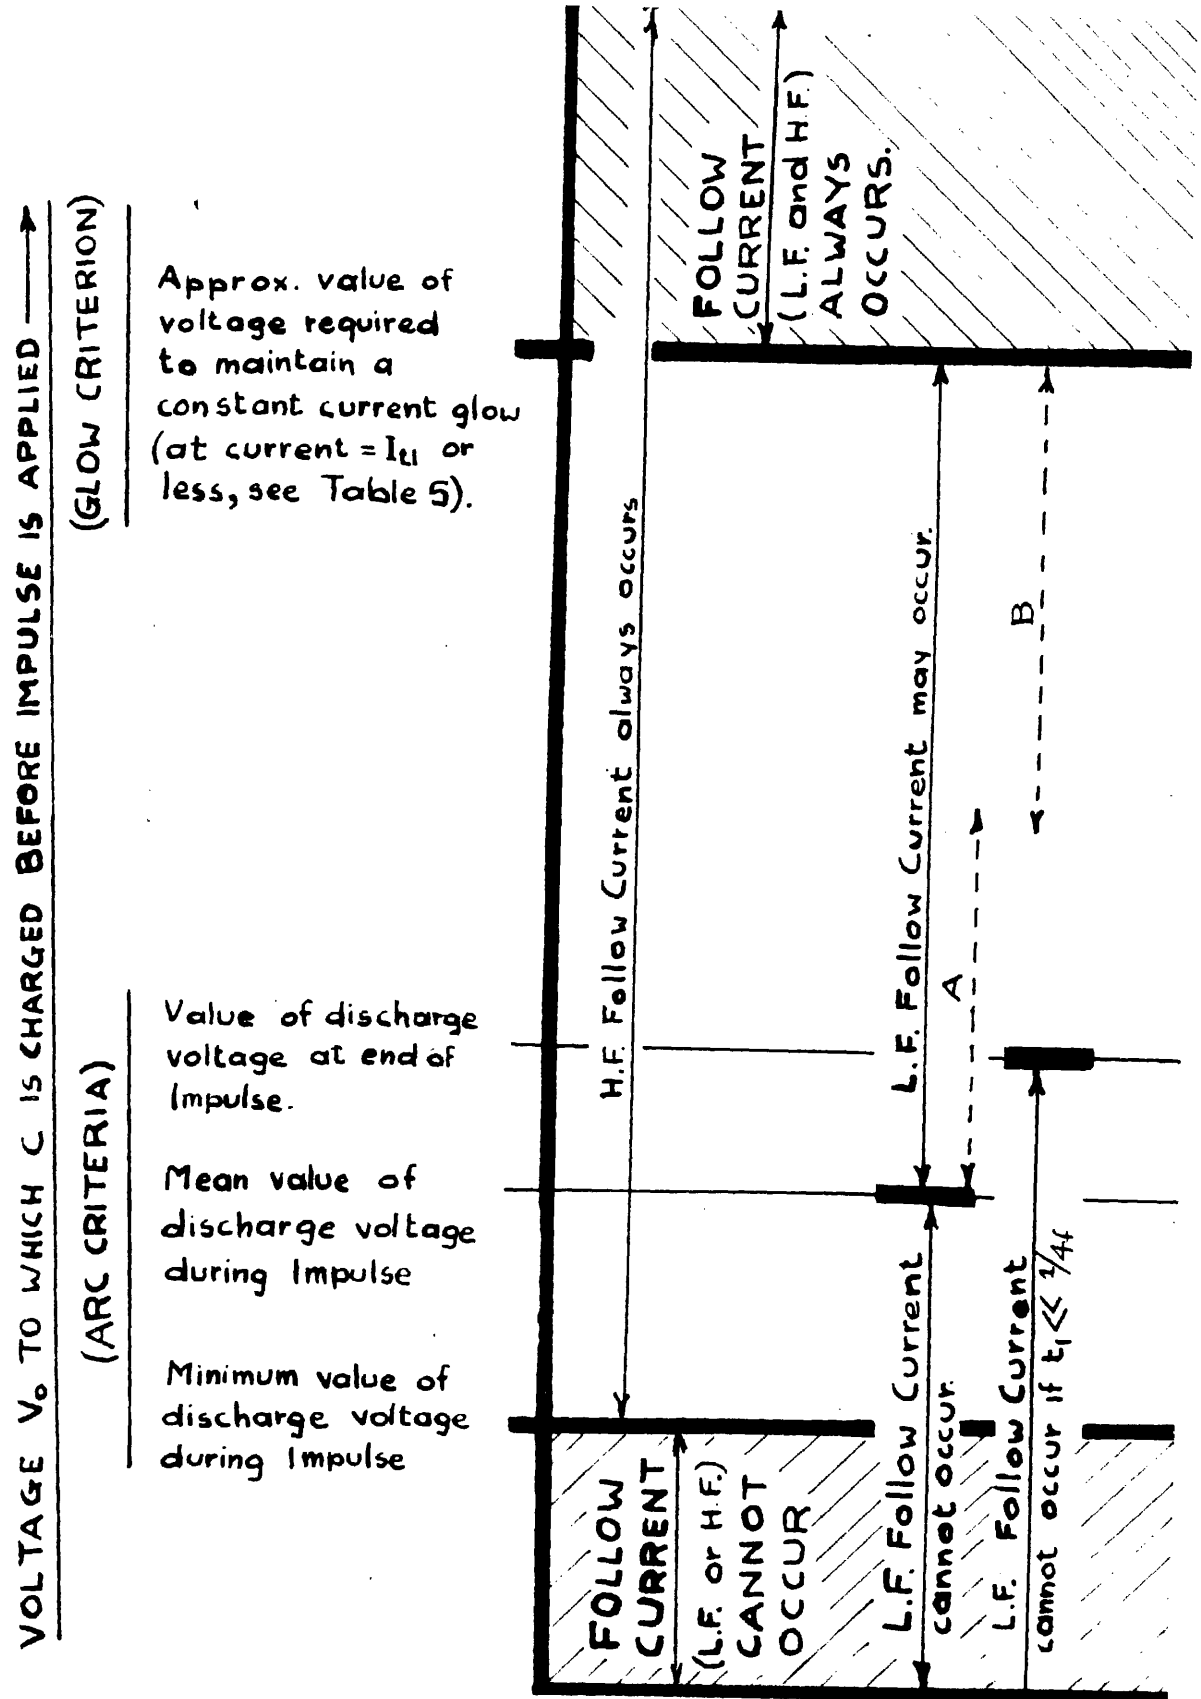 VOLTAGE V₀ TO WHICH C IS CHARGED BEFORE IMPULSE IS APPLIED
(GLOW CRITERION)
Approx. value of
voltage required
to maintain a
constant current glow
(at current = Iₜₗ or
less, see Table 5).
(ARC CRITERIA)
Value of discharge
voltage at end of
Impulse.
Mean value of
discharge voltage
during Impulse
Minimum value of
discharge voltage
during Impulse
H.F. Follow Current always occurs
FOLLOW
CURRENT
(L.F. and H.F.)
ALWAYS
OCCURS.
L.F. Follow Current may occur.
A
B
FOLLOW
CURRENT
(L.F. or H.F.)
CANNOT
OCCUR
L.F. Follow Current
cannot occur.
L.F. Follow Current
cannot occur if t₁ << 1/4f